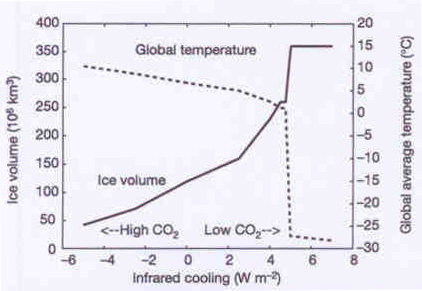 400
350
300
250
200
150
100
50
0
Ice volume (10⁶ km³)
Global temperature
Ice volume
<--High CO₂
Low CO₂-->
20
15
10
5
0
−5
−10
−15
−20
−25
−30
Global average temperature (°C)
−6 −4 −2 0 2 4 6 8
Infrared cooling (W m⁻²)